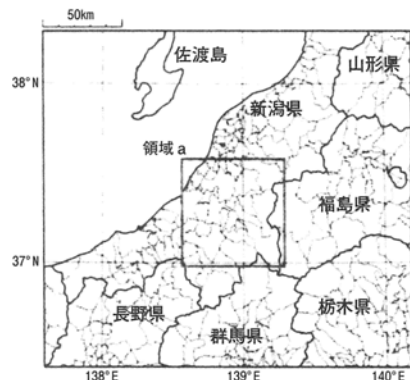 50km
佐渡島
山形県
38°N
新潟県
領域 a
福島県
37°N
長野県
群馬県
栃木県
138°E
139°E
140°E